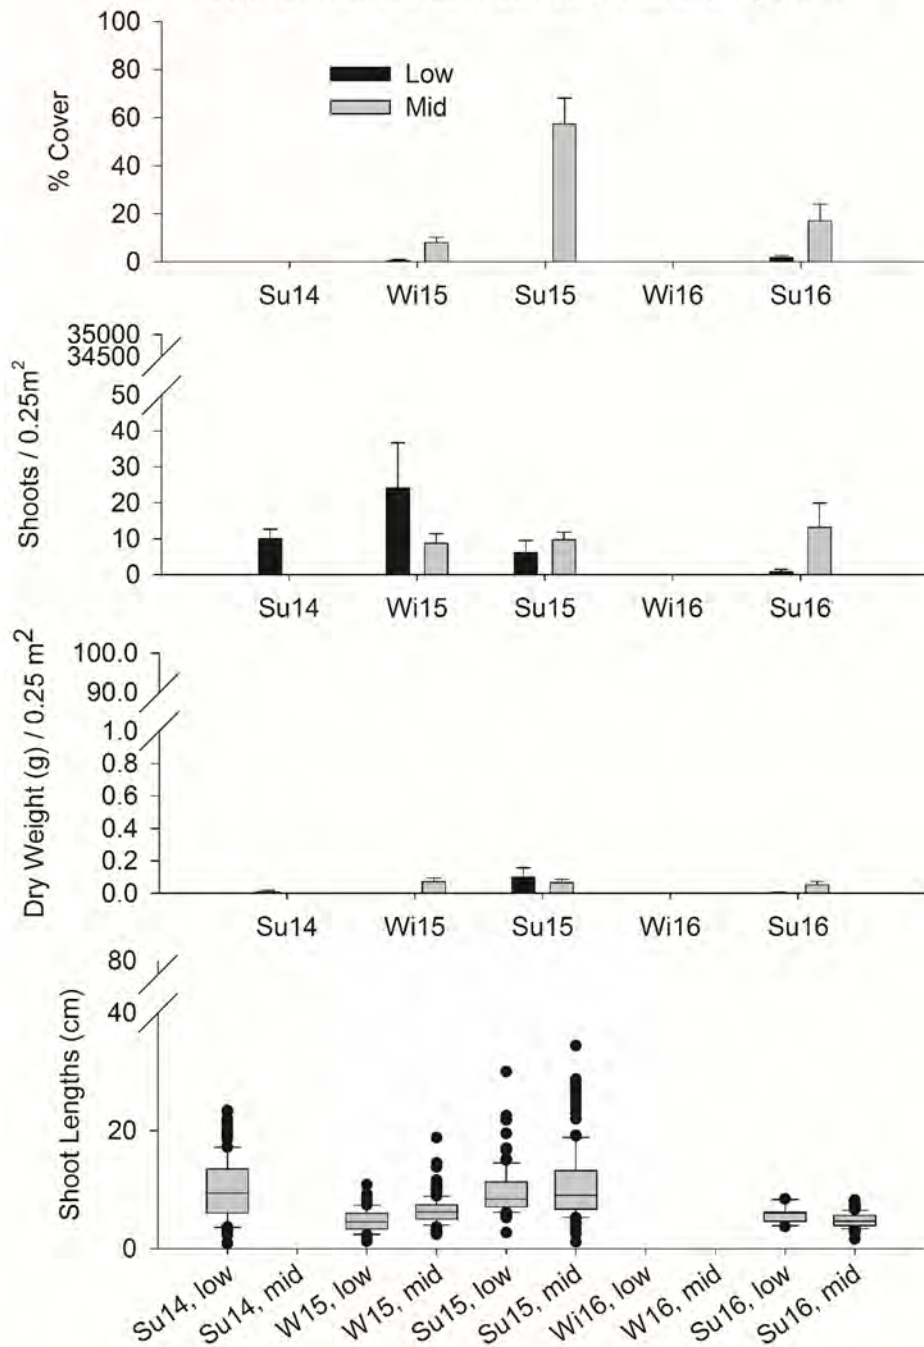 100
80
60
40
20
0
% Cover
Low
Mid
Su14 Wi15 Su15 Wi16 Su16
35000
34500
50
40
30
20
10
0
Shoots / 0.25m²
Su14 Wi15 Su15 Wi16 Su16
100.0
90.0
1.0
0.8
0.6
0.4
0.2
0.0
Dry Weight (g) / 0.25 m²
Su14 Wi15 Su15 Wi16 Su16
80
40
20
0
Shoot Lengths (cm)
Su14, low
Su14, mid
W15, low
W15, mid
Su15, low
Su15, mid
Wi16, low
W16, mid
Su16, low
Su16, mid